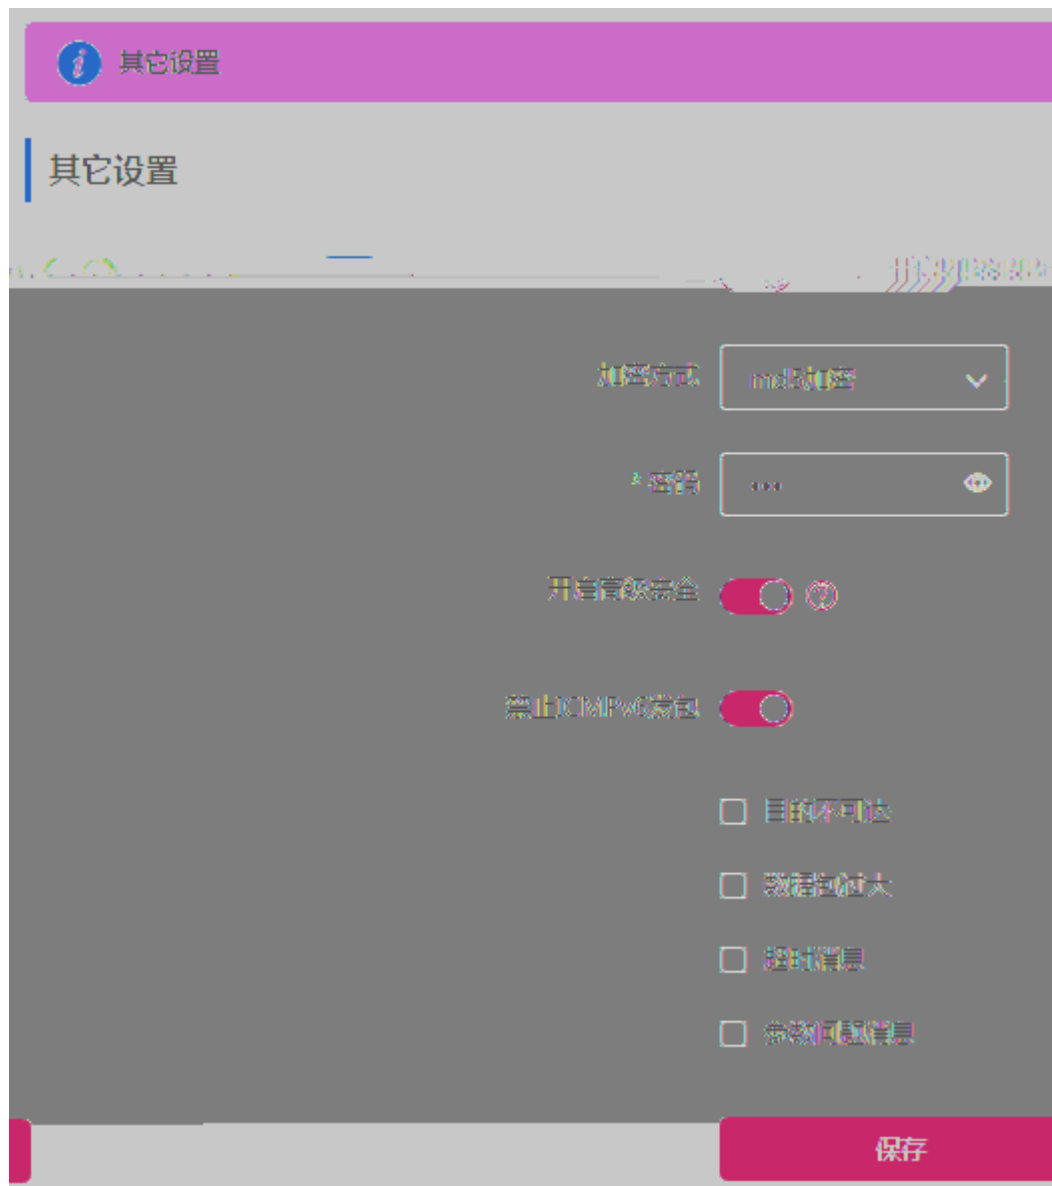 其它设置
其它设置
加密方式 md5加密
* 密码 •••
开启高级安全
禁止ICMPv6发包
目的不可达
数据包过大
超时消息
参数问题消息
保存